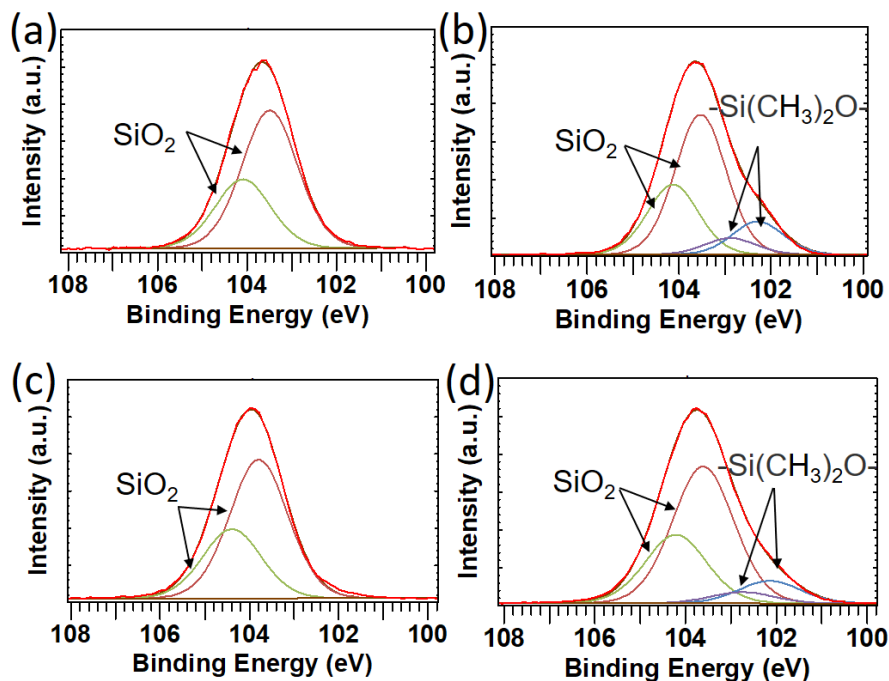 (a)
Intensity (a.u.)
SiO₂
108 106 104 102 100
Binding Energy (eV)
(b)
Intensity (a.u.)
-Si(CH₃)₂O-
SiO₂
108 106 104 102 100
Binding Energy (eV)
(c)
Intensity (a.u.)
SiO₂
108 106 104 102 100
Binding Energy (eV)
(d)
Intensity (a.u.)
-Si(CH₃)₂O-
SiO₂
108 106 104 102 100
Binding Energy (eV)